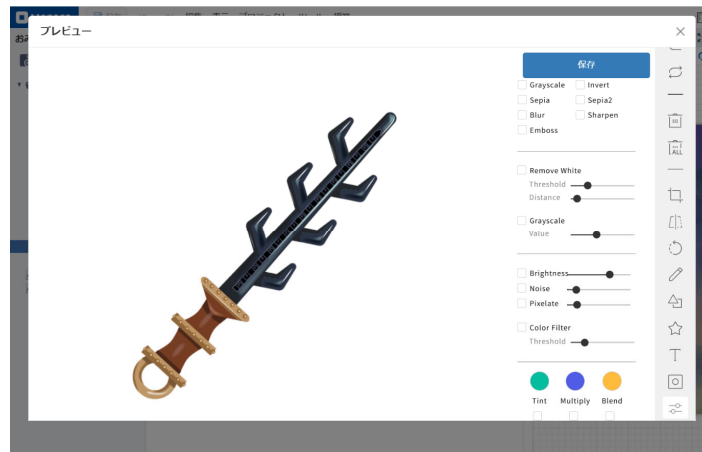 プレビュー
保存
Grayscale Invert
Sepia Sepia2
Blur Sharpen
Emboss
Remove White
Threshold
Distance
Grayscale
Value
Brightness
Noise
Pixelate
Color Filter
Threshold
Tint Multiply Blend
ALL
T